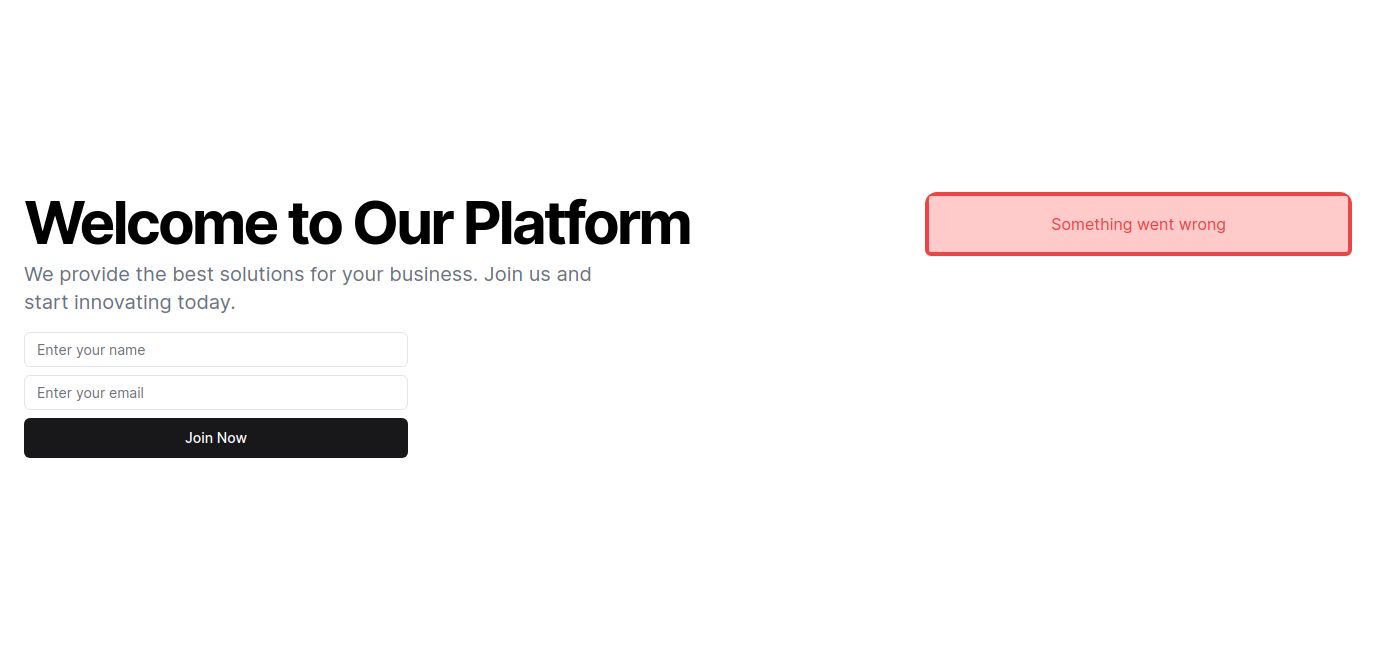 Welcome to Our Platform
We provide the best solutions for your business. Join us and
start innovating today.
Enter your name
Enter your email
Join Now
Something went wrong